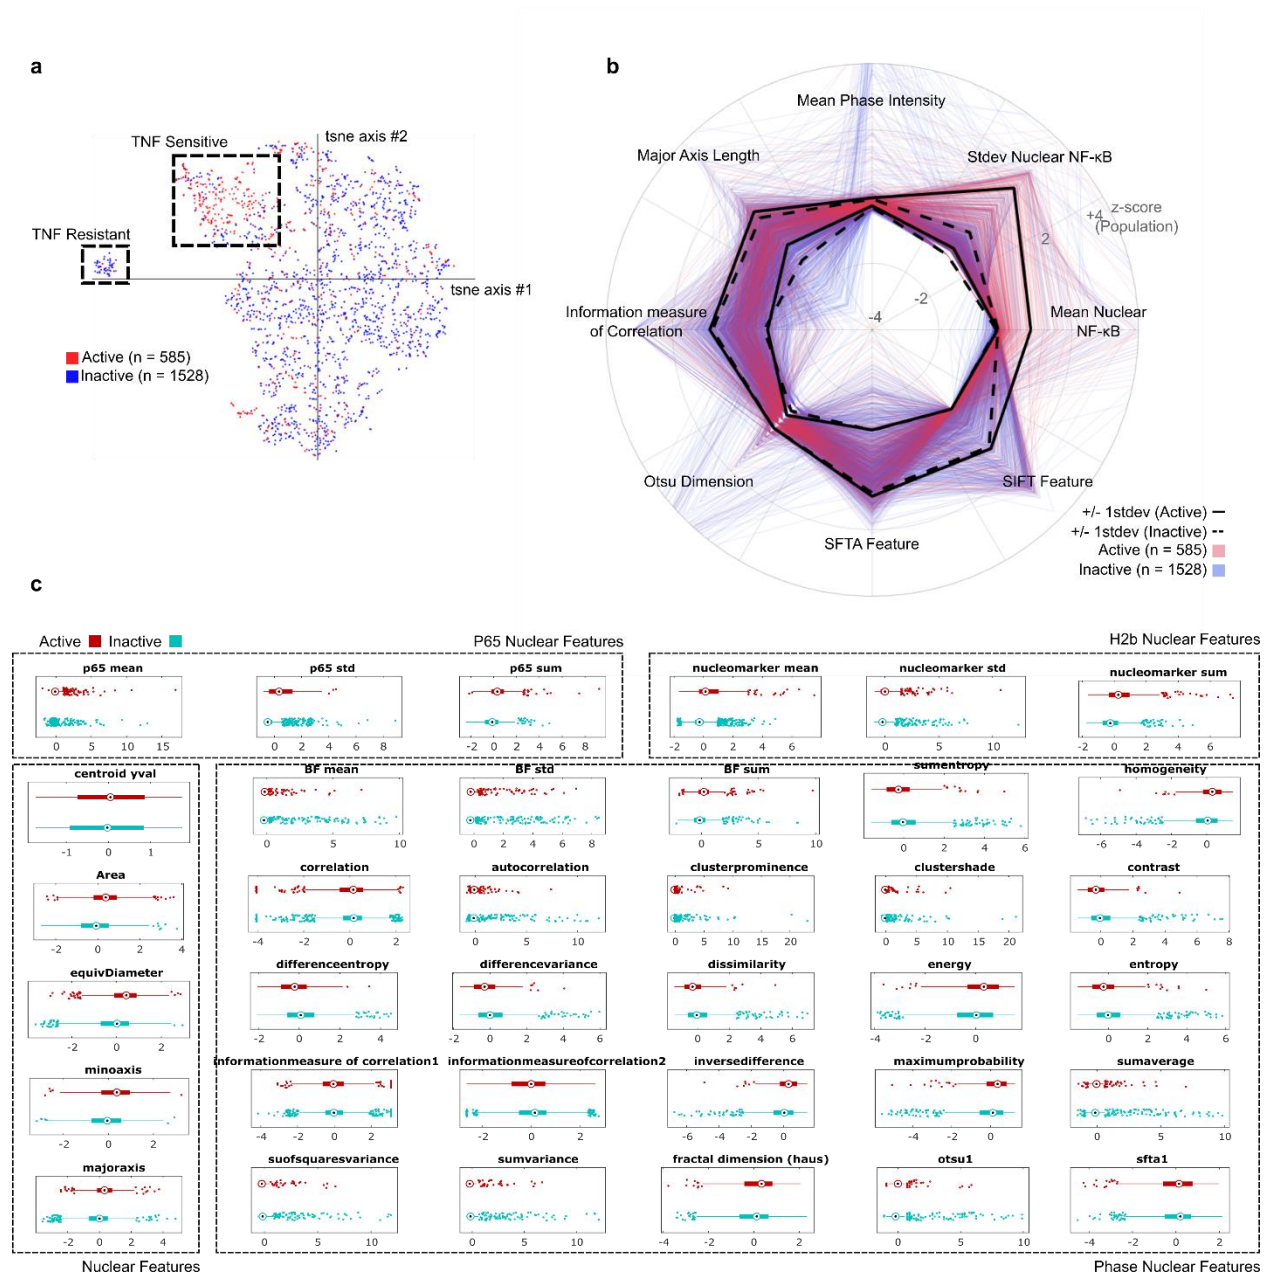 a
b
tsne axis #2
TNF Sensitive
TNF Resistant
tsne axis #1
Active (n = 585)
Inactive (n = 1528)
Mean Phase Intensity
Major Axis Length
Stdev Nuclear NF-κB
+4 z-score
(Population)
2
-2
-4
Information measure
of Correlation
Mean Nuclear
NF-κB
Otsu Dimension
SIFT Feature
SFTA Feature
+/- 1stdev (Active)
+/- 1stdev (Inactive)
Active (n = 585)
Inactive (n = 1528)
c
Active Inactive
P65 Nuclear Features
H2b Nuclear Features
p65 mean p65 std p65 sum nucleomarker mean nucleomarker std nucleomarker sum
0 5 10 15
0 2 4 6 8
-2 0 2 4 6 8
-2 0 2 4 6
0 5 10
-2 0 2 4 6
centroid yval BF mean BF std BF sum sumentropy homogeneity
-1 0 1
0 5 10
0 2 4 6 8
0 5 10
0 2 4 6
-6 -4 -2 0
Area correlation autocorrelation clusterprominence clustershade contrast
-2 0 2 4
-4 -2 0 2
0 5 10
0 5 10 15 20
0 5 10 15 20
0 2 4 6 8
equivDiameter differenceentropy differencevariance dissimilarity energy entropy
-2 0 2
-2 0 2 4
-2 0 2 4 6
0 2 4 6
-4 -2 0
-2 0 2 4 6
minoaxis informationmeasure of correlation1 informationmeasureofcorrelation2 inversedifference maximumprobability sumaverage
-2 0 2
-4 -2 0 2
-2 0 2
-6 -4 -2 0
-4 -2 0
0 5 10
majoraxis suofsquaresvariance sumvariance fractal dimension (haus) otsu1 sfta1
-2 0 2 4
0 5 10
0 5 10
-4 -2 0 2
0 5 10
-4 -2 0 2
Nuclear Features
Phase Nuclear Features